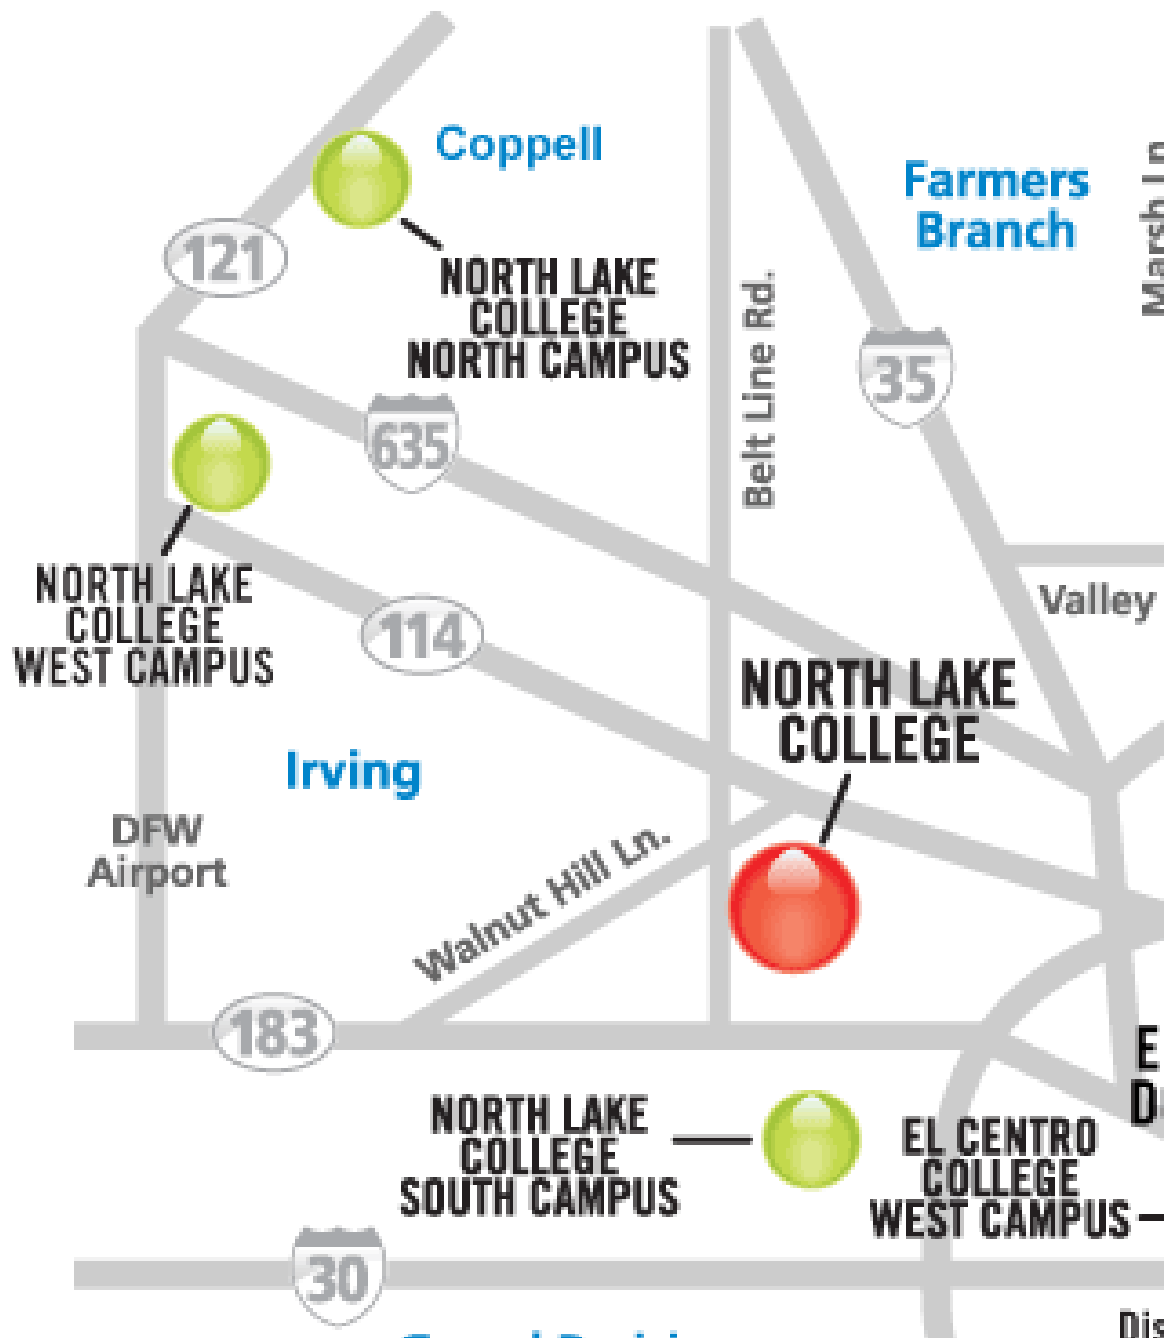 Coppell
Farmers
Branch
Marsh Ln
121
NORTH LAKE
COLLEGE
NORTH CAMPUS
Belt Line Rd.
35
635
NORTH LAKE
COLLEGE
WEST CAMPUS
Valley
114
NORTH LAKE
COLLEGE
Irving
DFW
Airport
Walnut Hill Ln.
183
NORTH LAKE
COLLEGE
SOUTH CAMPUS
EL CENTRO
COLLEGE
WEST CAMPUS
30